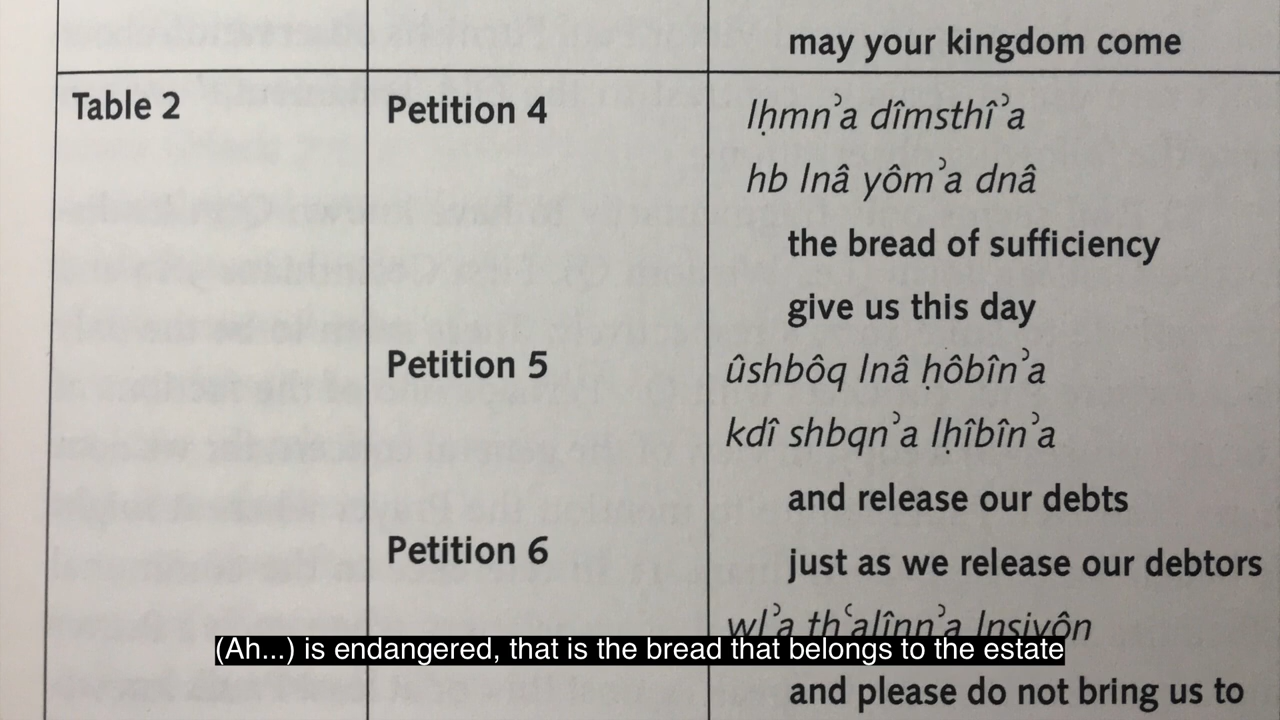 may your kingdom come
Table 2
Petition 4
lḥmnʾa dîmsthîʾa
hb lnâ yômʾa dnâ
the bread of sufficiency
give us this day
Petition 5
ûshbôq lnâ ḥôbînʾa
kdî shbqnʾa lḥîbînʾa
and release our debts
Petition 6
just as we release our debtors
wlʾa thʿalînnʾa lnsiyôn
(Ah...) is endangered, that is the bread that belongs to the estate
and please do not bring us to